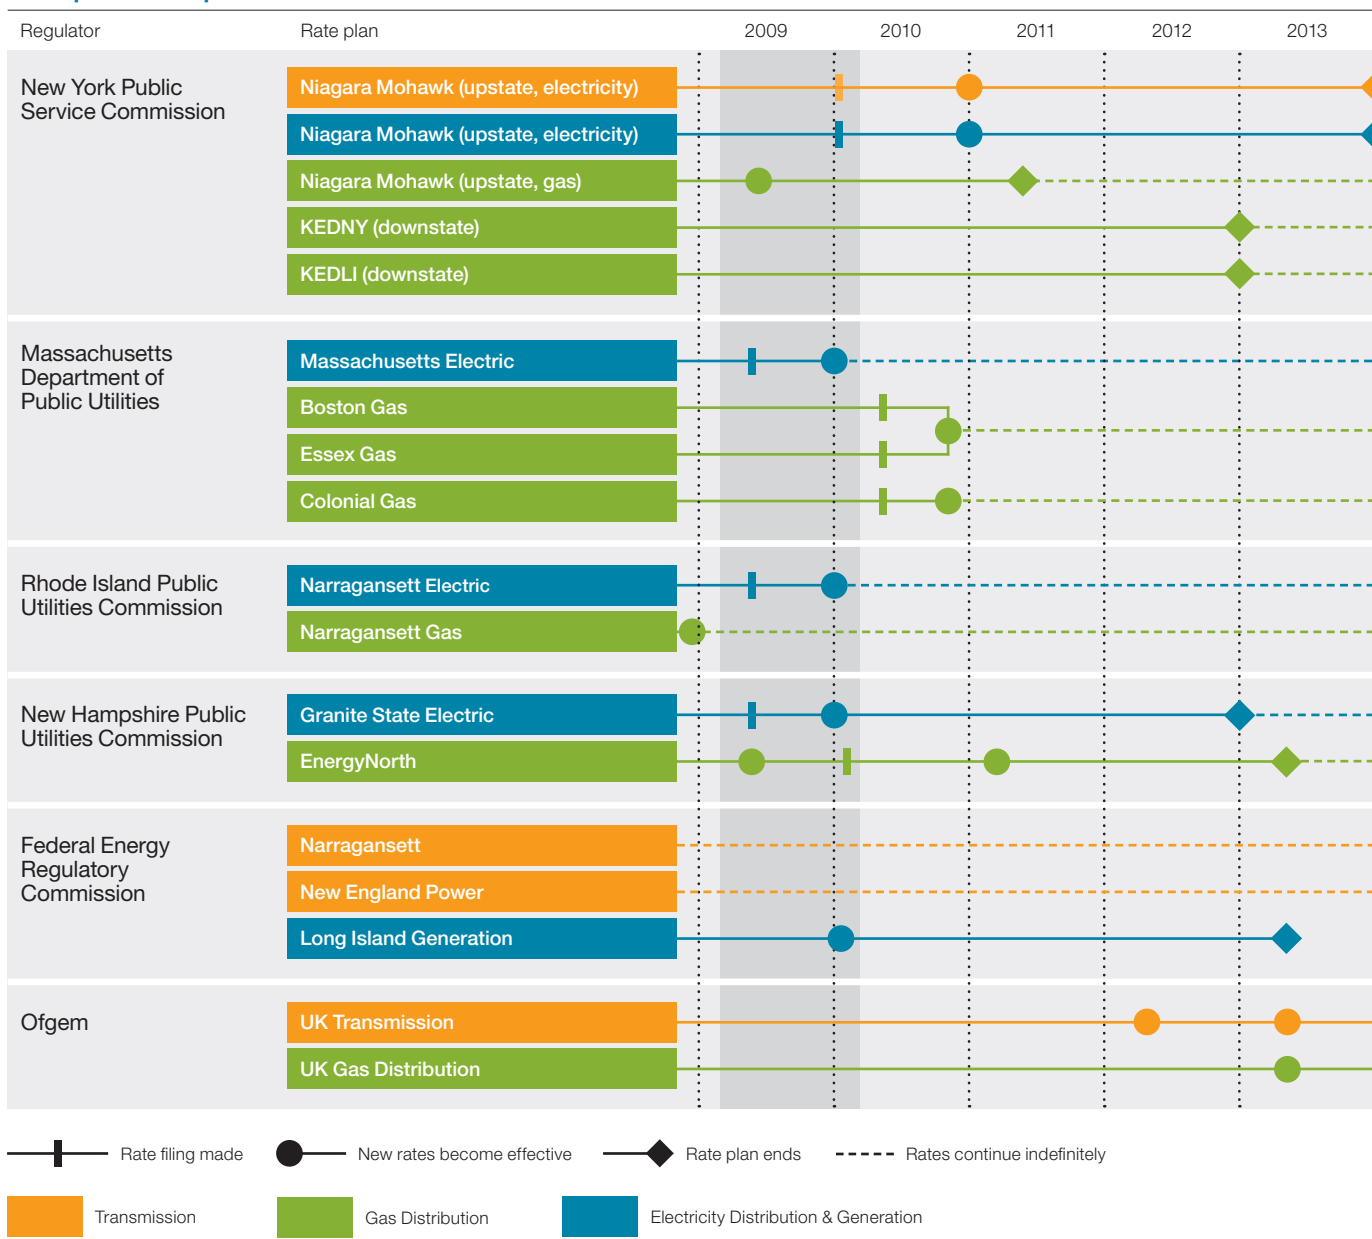 Regulator Rate plan 2009 2010 2011 2012 2013
New York Public
Service Commission
Niagara Mohawk (upstate, electricity)
Niagara Mohawk (upstate, electricity)
Niagara Mohawk (upstate, gas)
KEDNY (downstate)
KEDLI (downstate)
Massachusetts
Department of
Public Utilities
Massachusetts Electric
Boston Gas
Essex Gas
Colonial Gas
Rhode Island Public
Utilities Commission
Narragansett Electric
Narragansett Gas
New Hampshire Public
Utilities Commission
Granite State Electric
EnergyNorth
Federal Energy
Regulatory
Commission
Narragansett
New England Power
Long Island Generation
Ofgem
UK Transmission
UK Gas Distribution
Rate filing made New rates become effective Rate plan ends Rates continue indefinitely
Transmission Gas Distribution Electricity Distribution & Generation